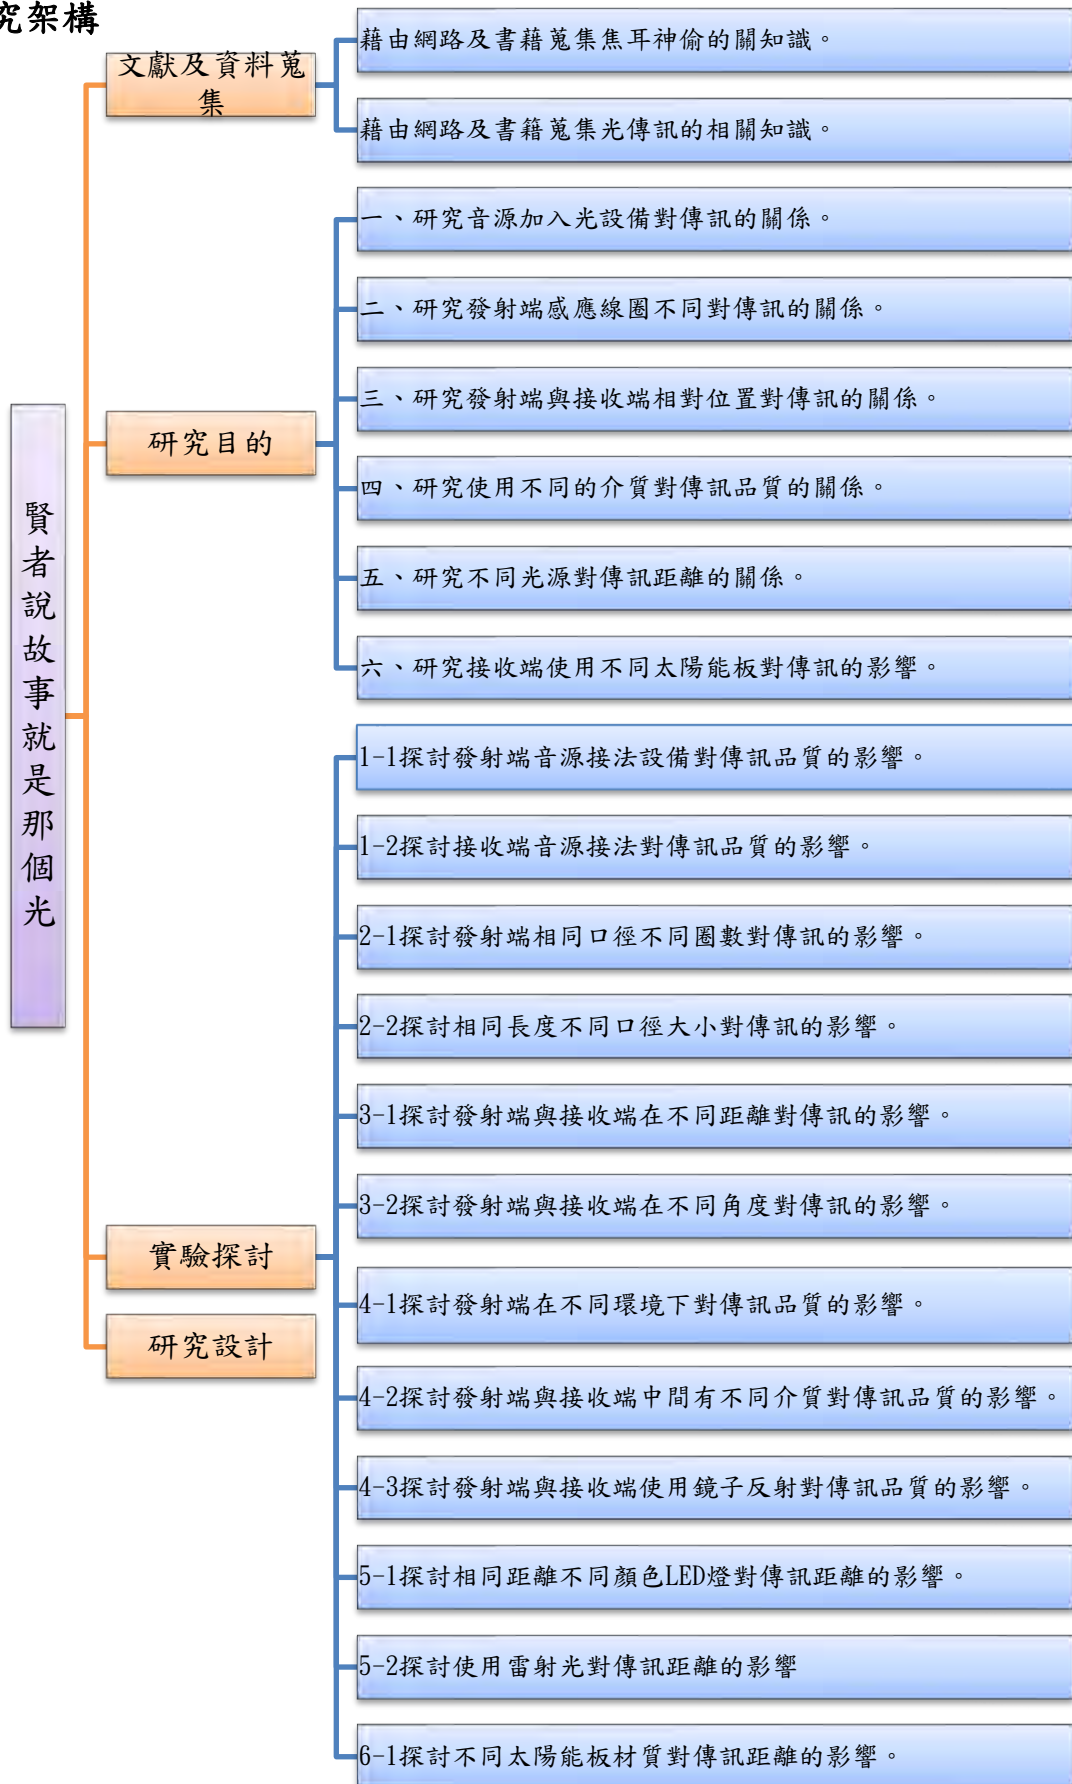 究架構
賢者說故事就是那個光
文獻及資料蒐
集
藉由網路及書籍蒐集焦耳神偷的關知識。
藉由網路及書籍蒐集光傳訊的相關知識。
研究目的
一、研究音源加入光設備對傳訊的關係。
二、研究發射端感應線圈不同對傳訊的關係。
三、研究發射端與接收端相對位置對傳訊的關係。
四、研究使用不同的介質對傳訊品質的關係。
五、研究不同光源對傳訊距離的關係。
六、研究接收端使用不同太陽能板對傳訊的影響。
實驗探討
1-1探討發射端音源接法設備對傳訊品質的影響。
1-2探討接收端音源接法對傳訊品質的影響。
2-1探討發射端相同口徑不同圈數對傳訊的影響。
2-2探討相同長度不同口徑大小對傳訊的影響。
3-1探討發射端與接收端在不同距離對傳訊的影響。
3-2探討發射端與接收端在不同角度對傳訊的影響。
4-1探討發射端在不同環境下對傳訊品質的影響。
4-2探討發射端與接收端中間有不同介質對傳訊品質的影響。
4-3探討發射端與接收端使用鏡子反射對傳訊品質的影響。
5-1探討相同距離不同顏色LED燈對傳訊距離的影響。
5-2探討使用雷射光對傳訊距離的影響
6-1探討不同太陽能板材質對傳訊距離的影響。
研究設計